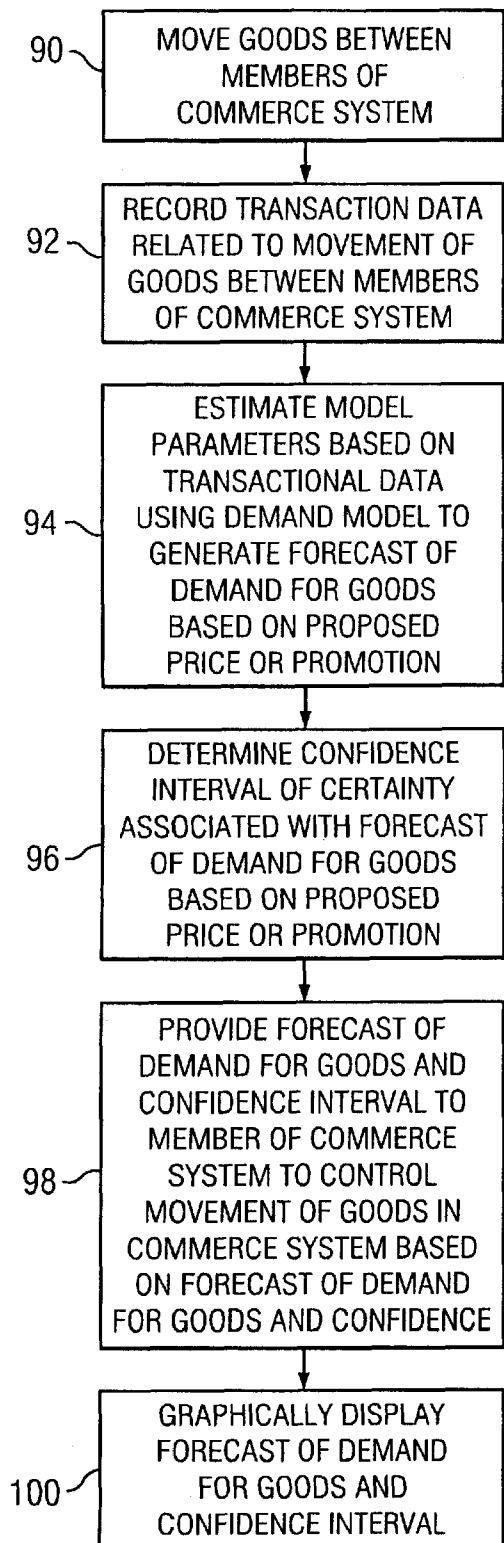 90
MOVE GOODS BETWEEN
MEMBERS OF
COMMERCE SYSTEM
92
RECORD TRANSACTION DATA
RELATED TO MOVEMENT OF
GOODS BETWEEN MEMBERS
OF COMMERCE SYSTEM
94
ESTIMATE MODEL
PARAMETERS BASED ON
TRANSACTIONAL DATA
USING DEMAND MODEL TO
GENERATE FORECAST OF
DEMAND FOR GOODS
BASED ON PROPOSED
PRICE OR PROMOTION
96
DETERMINE CONFIDENCE
INTERVAL OF CERTAINTY
ASSOCIATED WITH FORECAST
OF DEMAND FOR GOODS
BASED ON PROPOSED
PRICE OR PROMOTION
98
PROVIDE FORECAST OF
DEMAND FOR GOODS AND
CONFIDENCE INTERVAL TO
MEMBER OF COMMERCE
SYSTEM TO CONTROL
MOVEMENT OF GOODS IN
COMMERCE SYSTEM BASED
ON FORECAST OF DEMAND
FOR GOODS AND CONFIDENCE
100
GRAPHICALLY DISPLAY
FORECAST OF DEMAND
FOR GOODS AND
CONFIDENCE INTERVAL